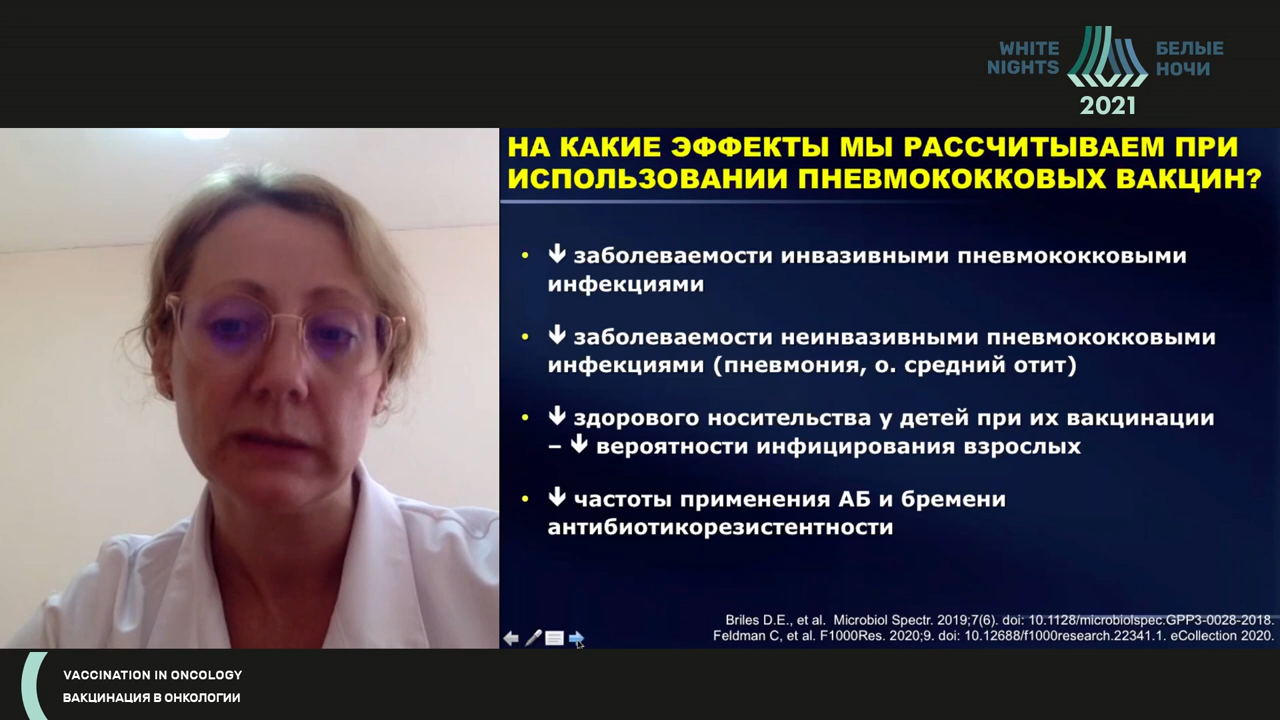 WHITE NIGHTS
БЕЛЫЕ НОЧИ
2021
НА КАКИЕ ЭФФЕКТЫ МЫ РАССЧИТЫВАЕМ ПРИ
ИСПОЛЬЗОВАНИИ ПНЕВМОКОККОВЫХ ВАКЦИН?
• 🡳 заболеваемости инвазивными пневмококковыми
инфекциями
• 🡳 заболеваемости неинвазивными пневмококковыми
инфекциями (пневмония, о. средний отит)
• 🡳 здорового носительства у детей при их вакцинации
– 🡳 вероятности инфицирования взрослых
• 🡳 частоты применения АБ и бремени
антибиотикорезистентности
Briles D.E., et al. Microbiol Spectr. 2019;7(6). doi: 10.1128/microbiolspec.GPP3-0028-2018.
Feldman C, et al. F1000Res. 2020;9. doi: 10.12688/f1000research.22341.1. eCollection 2020.
VACCINATION IN ONCOLOGY
ВАКЦИНАЦИЯ В ОНКОЛОГИИ